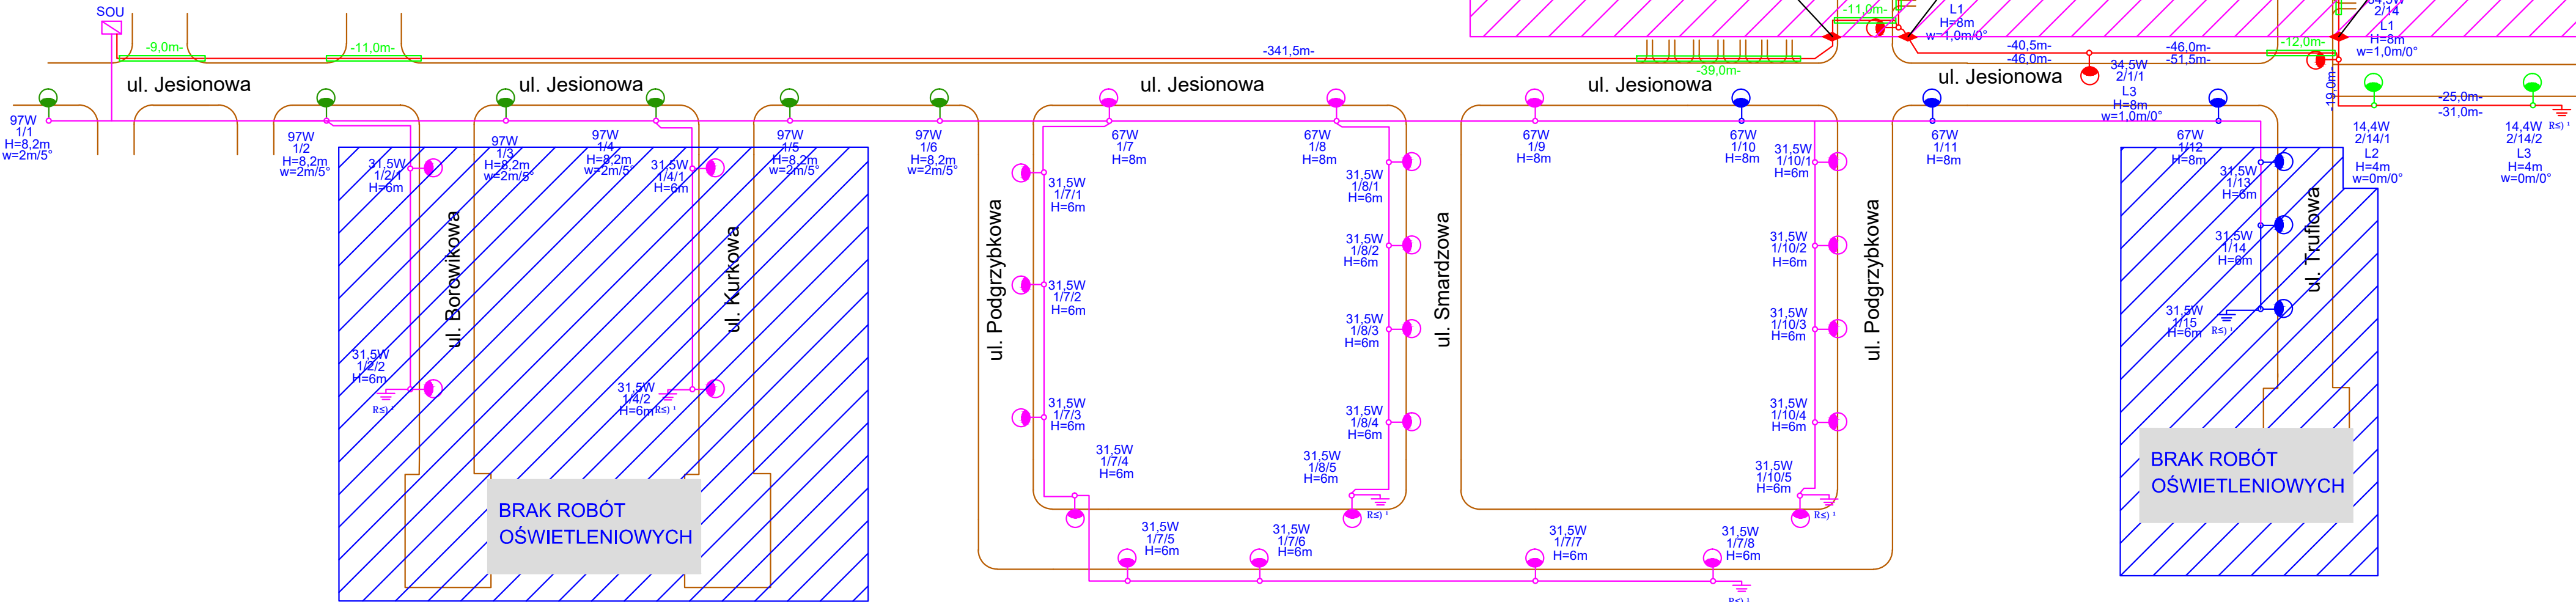 SOU
-9,0m-
-11,0m-
-341,5m-
-39,0m-
-11,0m-
L1
H=8m
w=1,0m/0°
-40,5m-
-46,0m-
-46,0m-
-51,5m-
-12,0m-
2/14
L1
H=8m
w=1,0m/0°
-19,0m-
-25,0m-
-31,0m-
ul. Jesionowa
ul. Jesionowa
ul. Jesionowa
ul. Jesionowa
ul. Jesionowa
34,5W
2/1/1
L3
H=8m
w=1,0m/0°
14,4W
2/14/1
L2
H=4m
w=0m/0°
14,4W
2/14/2
L3
H=4m
w=0m/0°
97W
1/1
H=8,2m
w=2m/5°
97W
1/2
H=8,2m
w=2m/5°
97W
1/3
H=8,2m
w=2m/5°
97W
1/4
H=8,2m
w=2m/5°
97W
1/5
H=8,2m
w=2m/5°
97W
1/6
H=8,2m
w=2m/5°
67W
1/7
H=8m
67W
1/8
H=8m
67W
1/9
H=8m
67W
1/10
H=8m
67W
1/11
H=8m
67W
1/12
H=8m
31,5W
1/2/1
H=6m
31,5W
1/2/2
H=6m
31,5W
1/4/1
H=6m
31,5W
1/4/2
H=6m
31,5W
1/7/1
H=6m
31,5W
1/7/2
H=6m
31,5W
1/7/3
H=6m
31,5W
1/7/4
H=6m
31,5W
1/7/5
H=6m
31,5W
1/7/6
H=6m
31,5W
1/7/7
H=6m
31,5W
1/7/8
H=6m
31,5W
1/8/1
H=6m
31,5W
1/8/2
H=6m
31,5W
1/8/3
H=6m
31,5W
1/8/4
H=6m
31,5W
1/8/5
H=6m
31,5W
1/10/1
H=6m
31,5W
1/10/2
H=6m
31,5W
1/10/3
H=6m
31,5W
1/10/4
H=6m
31,5W
1/10/5
H=6m
31,5W
1/13
H=6m
31,5W
1/14
H=6m
31,5W
1/15
H=6m
ul. Borowikowa
ul. Kurkowa
ul. Podgrzybkowa
ul. Smardzowa
ul. Podgrzybkowa
ul. Truflowa
BRAK ROBÓT
OŚWIETLENIOWYCH
BRAK ROBÓT
OŚWIETLENIOWYCH